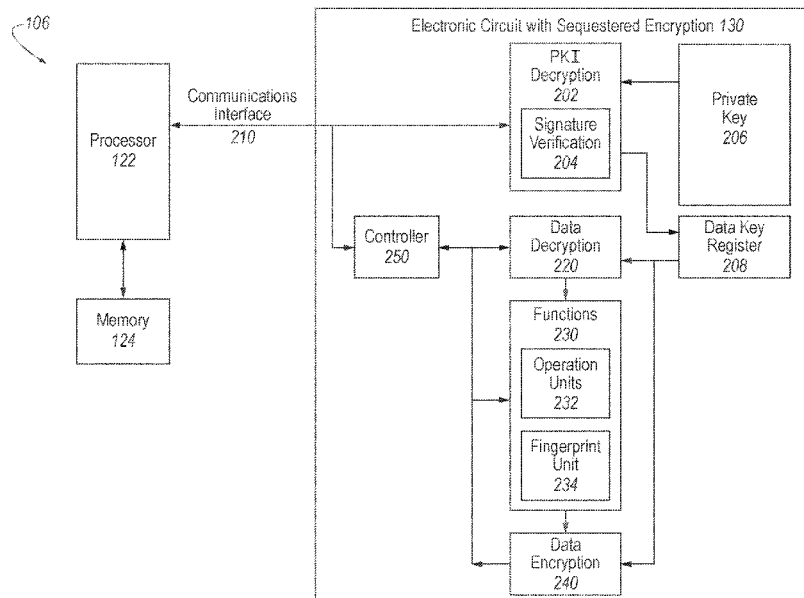 106
Electronic Circuit with Sequestered Encryption 130
Processor
122
Communications
Interface
210
PKI
Decryption
202
Signature
Verification
204
Private
Key
206
Controller
250
Data
Decryption
220
Data Key
Register
208
Memory
124
Functions
230
Operation
Units
232
Fingerprint
Unit
234
Data
Encryption
240